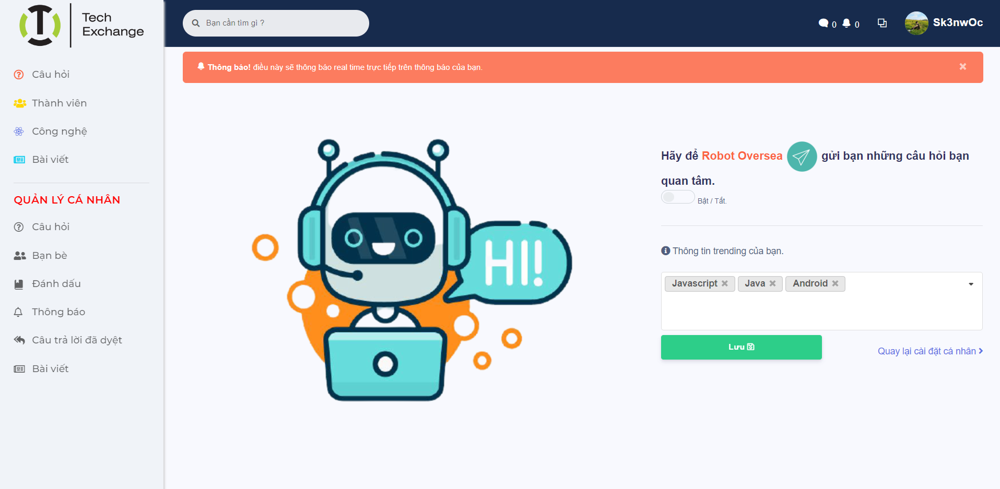 Tech
Exchange
Bạn cần tìm gì ?
0
0
Sk3nwOc
Thông báo! điều này sẽ thông báo real time trực tiếp trên thông báo của bạn.
Câu hỏi
Thành viên
Công nghệ
Bài viết
QUẢN LÝ CÁ NHÂN
Câu hỏi
Bạn bè
Đánh dấu
Thông báo
Câu trả lời đã dyệt
Bài viết
HI!
Hãy để Robot Oversea gửi bạn những câu hỏi bạn
quan tâm.
Bật / Tắt.
Thông tin trending của bạn.
Javascript
Java
Android
Lưu
Quay lại cài đặt cá nhân